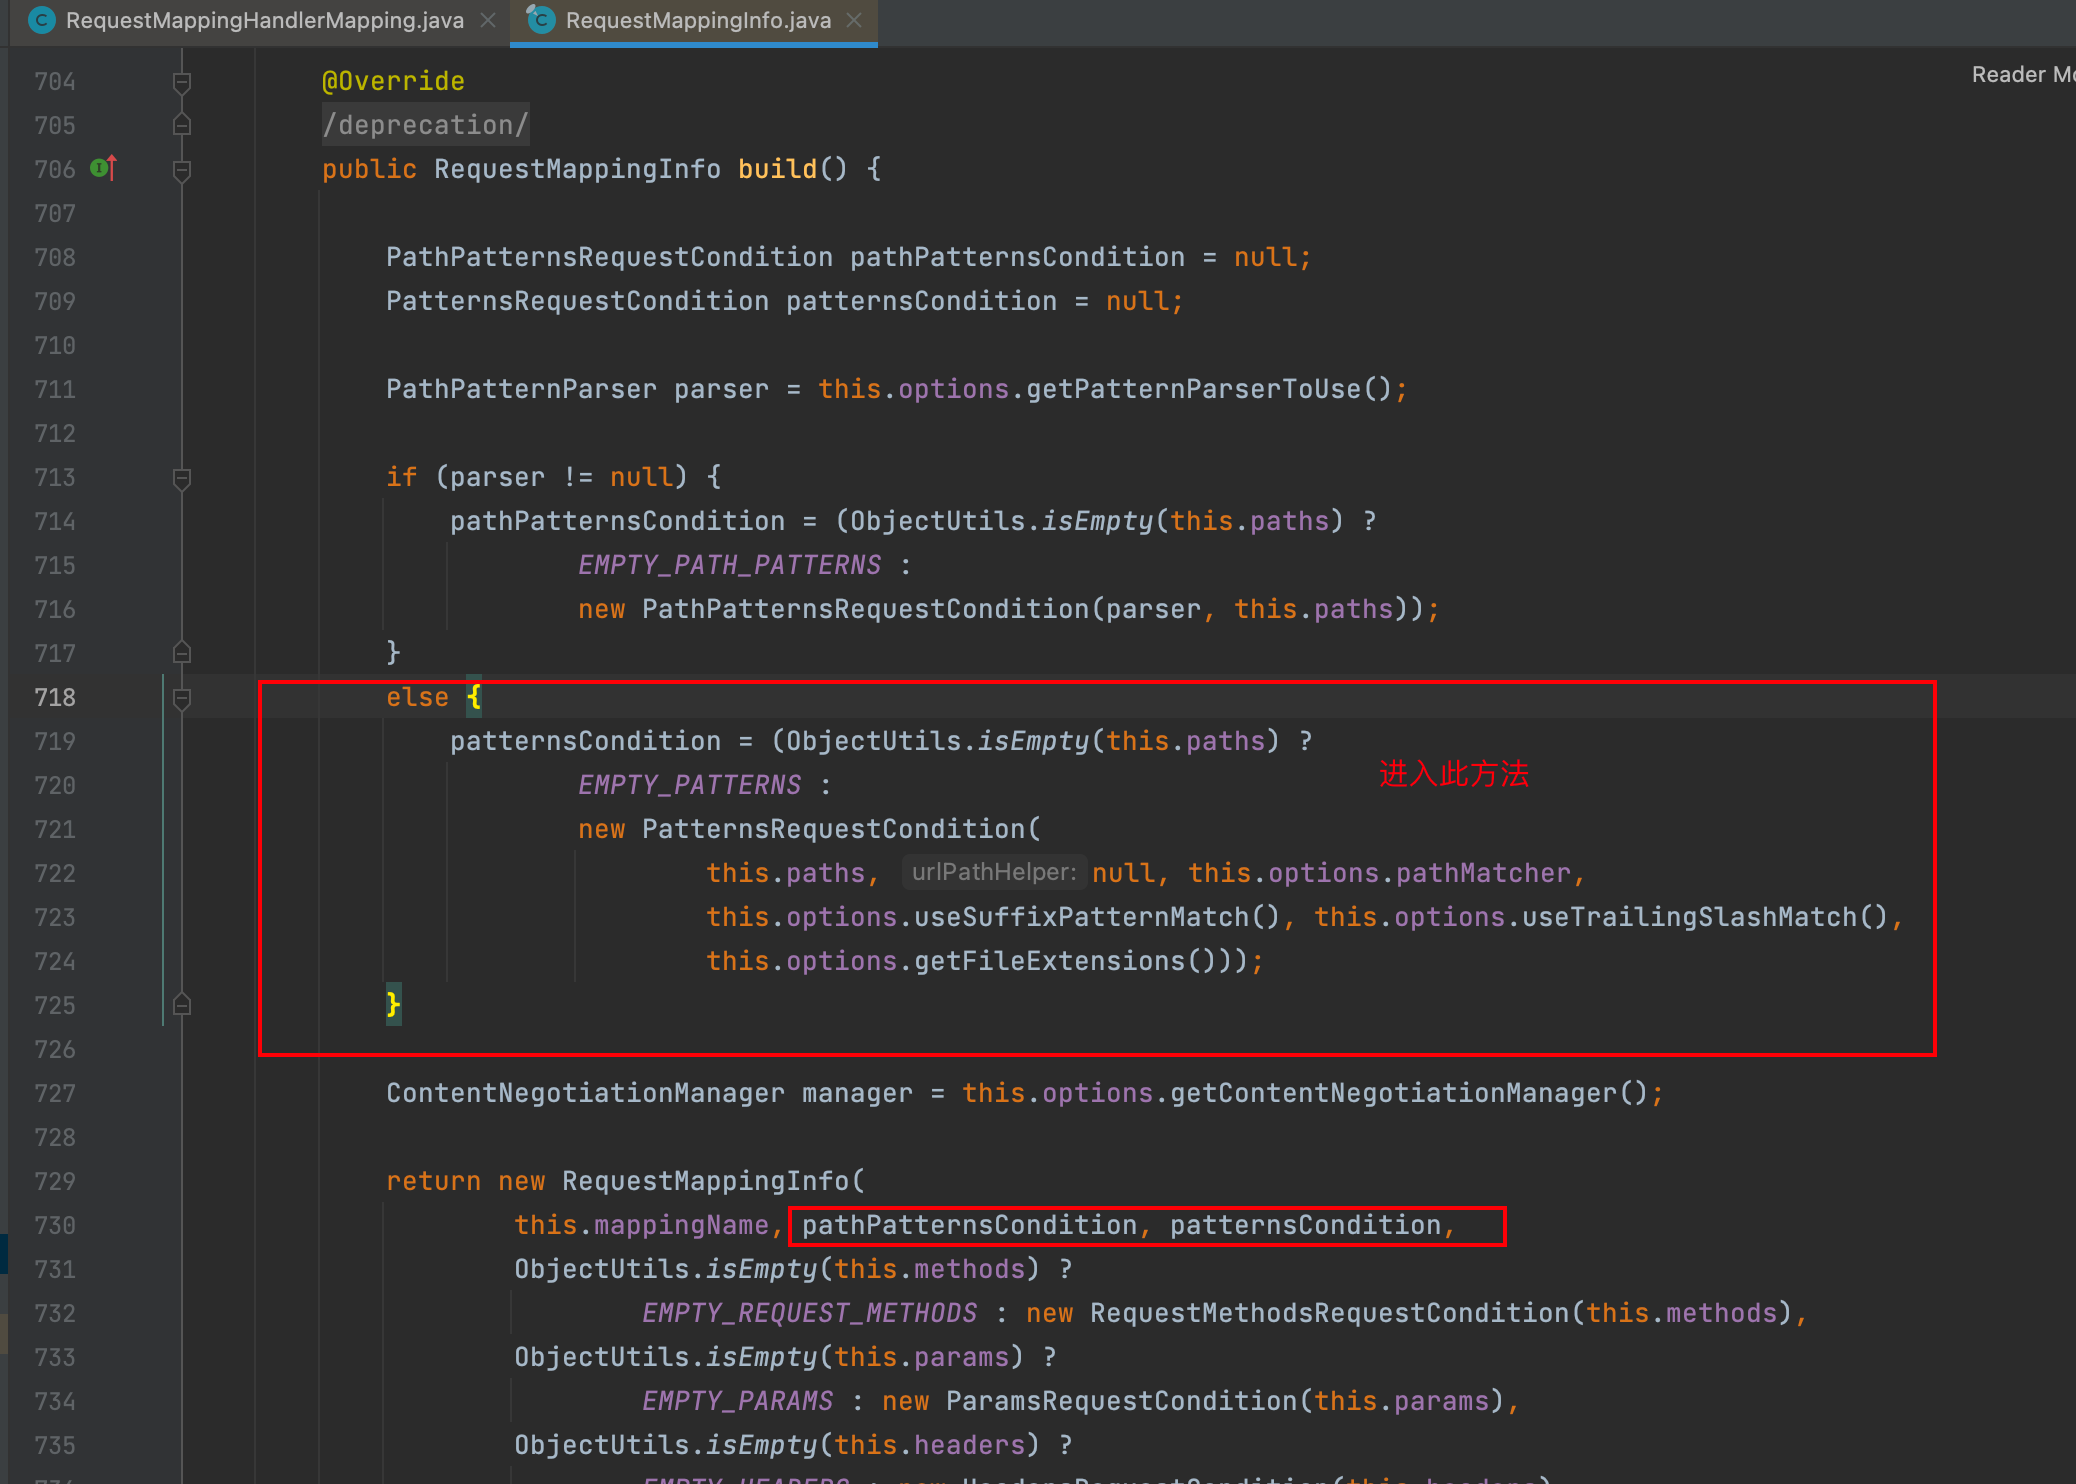 RequestMappingHandlerMapping.java RequestMappingInfo.java
Reader Mo
704 @Override
705 /deprecation/
706 public RequestMappingInfo build() {
707
708 PathPatternsRequestCondition pathPatternsCondition = null;
709 PatternsRequestCondition patternsCondition = null;
710
711 PathPatternParser parser = this.options.getPatternParserToUse();
712
713 if (parser != null) {
714 pathPatternsCondition = (ObjectUtils.isEmpty(this.paths) ?
715 EMPTY_PATH_PATTERNS :
716 new PathPatternsRequestCondition(parser, this.paths));
717 }
718 else {
719 patternsCondition = (ObjectUtils.isEmpty(this.paths) ?
进入此方法
720 EMPTY_PATTERNS :
721 new PatternsRequestCondition(
722 this.paths, urlPathHelper: null, this.options.pathMatcher,
723 this.options.useSuffixPatternMatch(), this.options.useTrailingSlashMatch(),
724 this.options.getFileExtensions()));
725 }
726
727 ContentNegotiationManager manager = this.options.getContentNegotiationManager();
728
729 return new RequestMappingInfo(
730 this.mappingName, pathPatternsCondition, patternsCondition,
731 ObjectUtils.isEmpty(this.methods) ?
732 EMPTY_REQUEST_METHODS : new RequestMethodsRequestCondition(this.methods),
733 ObjectUtils.isEmpty(this.params) ?
734 EMPTY_PARAMS : new ParamsRequestCondition(this.params),
735 ObjectUtils.isEmpty(this.headers) ?